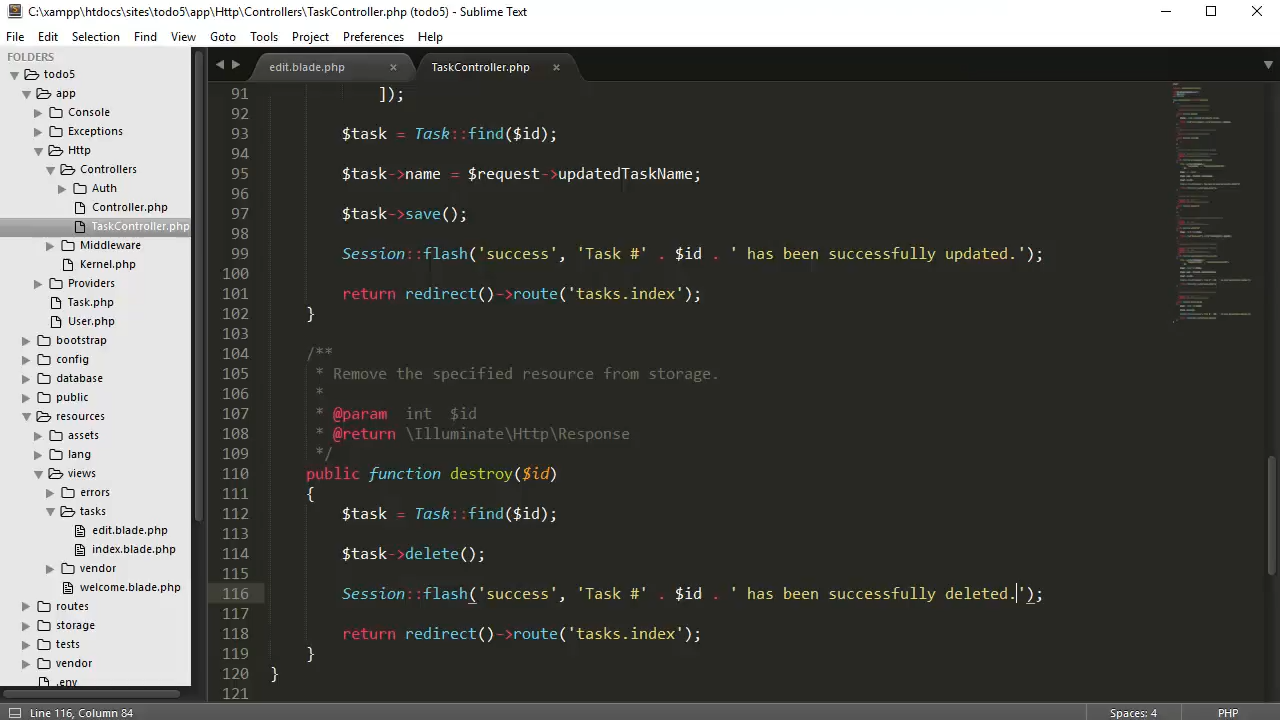 C:\xampp\htdocs\sites\todo5\app\Http\Controllers\TaskController.php (todo5) - Sublime Text
File Edit Selection Find View Goto Tools Project Preferences Help
FOLDERS
todo5
app
Console
Exceptions
Http
Controllers
Auth
Controller.php
TaskController.php
Middleware
Kernel.php
Providers
Task.php
User.php
bootstrap
config
database
public
resources
assets
lang
views
errors
tasks
edit.blade.php
index.blade.php
vendor
welcome.blade.php
routes
storage
tests
vendor
.env
edit.blade.php × TaskController.php ×
91 ]);
92
93 $task = Task::find($id);
94
95 $task->name = $request->updatedTaskName;
96
97 $task->save();
98
99 Session::flash('success', 'Task #' . $id . ' has been successfully updated.');
100
101 return redirect()->route('tasks.index');
102 }
103
104 /**
105 * Remove the specified resource from storage.
106 *
107 * @param  int  $id
108 * @return \Illuminate\Http\Response
109 */
110 public function destroy($id)
111 {
112 $task = Task::find($id);
113
114 $task->delete();
115
116 Session::flash('success', 'Task #' . $id . ' has been successfully deleted.');
117
118 return redirect()->route('tasks.index');
119 }
120 }
121
Line 116, Column 84 Spaces: 4 PHP